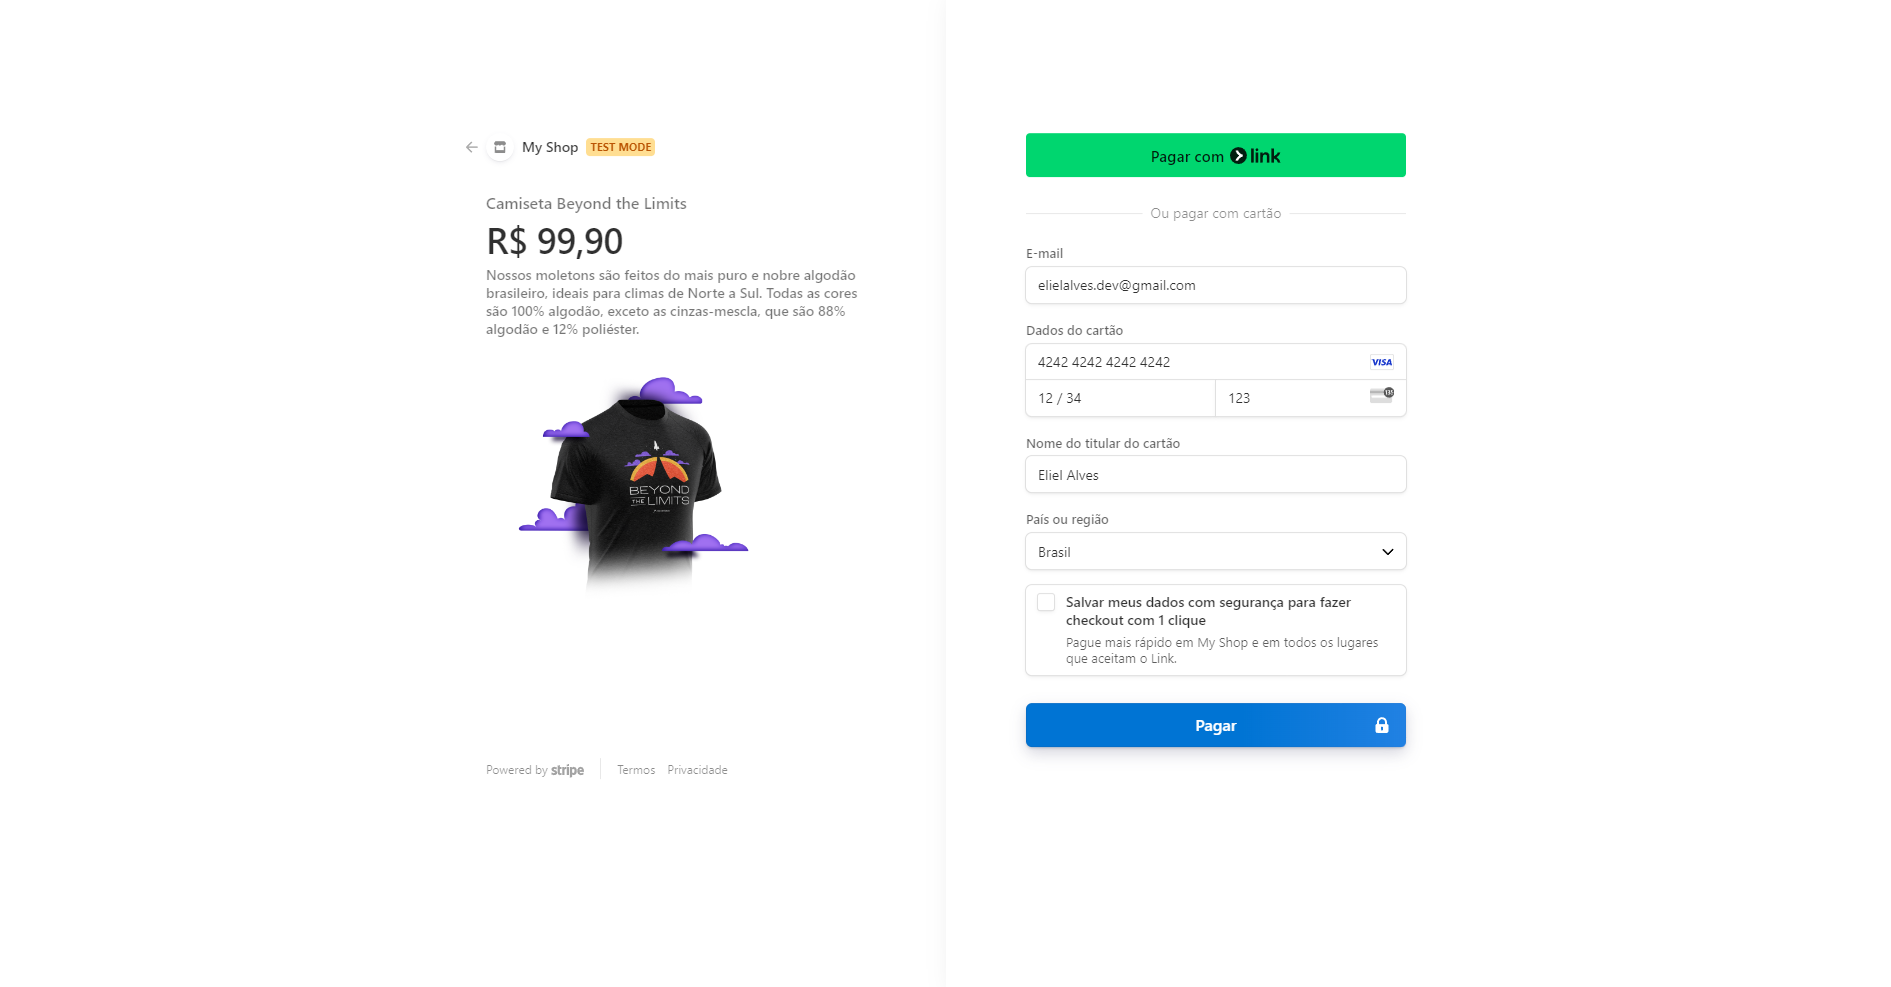 My Shop TEST MODE
Camiseta Beyond the Limits
R$ 99,90
Nossos moletons são feitos do mais puro e nobre algodão
brasileiro, ideais para climas de Norte a Sul. Todas as cores
são 100% algodão, exceto as cinzas-mescla, que são 88%
algodão e 12% poliéster.
BEYOND
THE LIMITS
Powered by stripe
Termos Privacidade
Pagar com link
Ou pagar com cartão
E-mail
elielalves.dev@gmail.com
Dados do cartão
4242 4242 4242 4242 VISA
12 / 34
123
Nome do titular do cartão
Eliel Alves
País ou região
Brasil
Salvar meus dados com segurança para fazer
checkout com 1 clique
Pague mais rápido em My Shop e em todos os lugares
que aceitam o Link.
Pagar